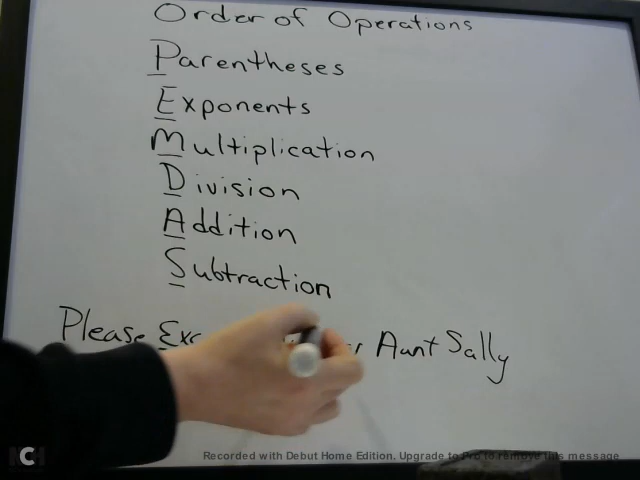 Order of Operations
Parentheses
Exponents
Multiplication
Division
Addition
Subtraction
Please Aunt Sally
Recorded with Debut Home Edition. Upgrade to Pro to remove this message